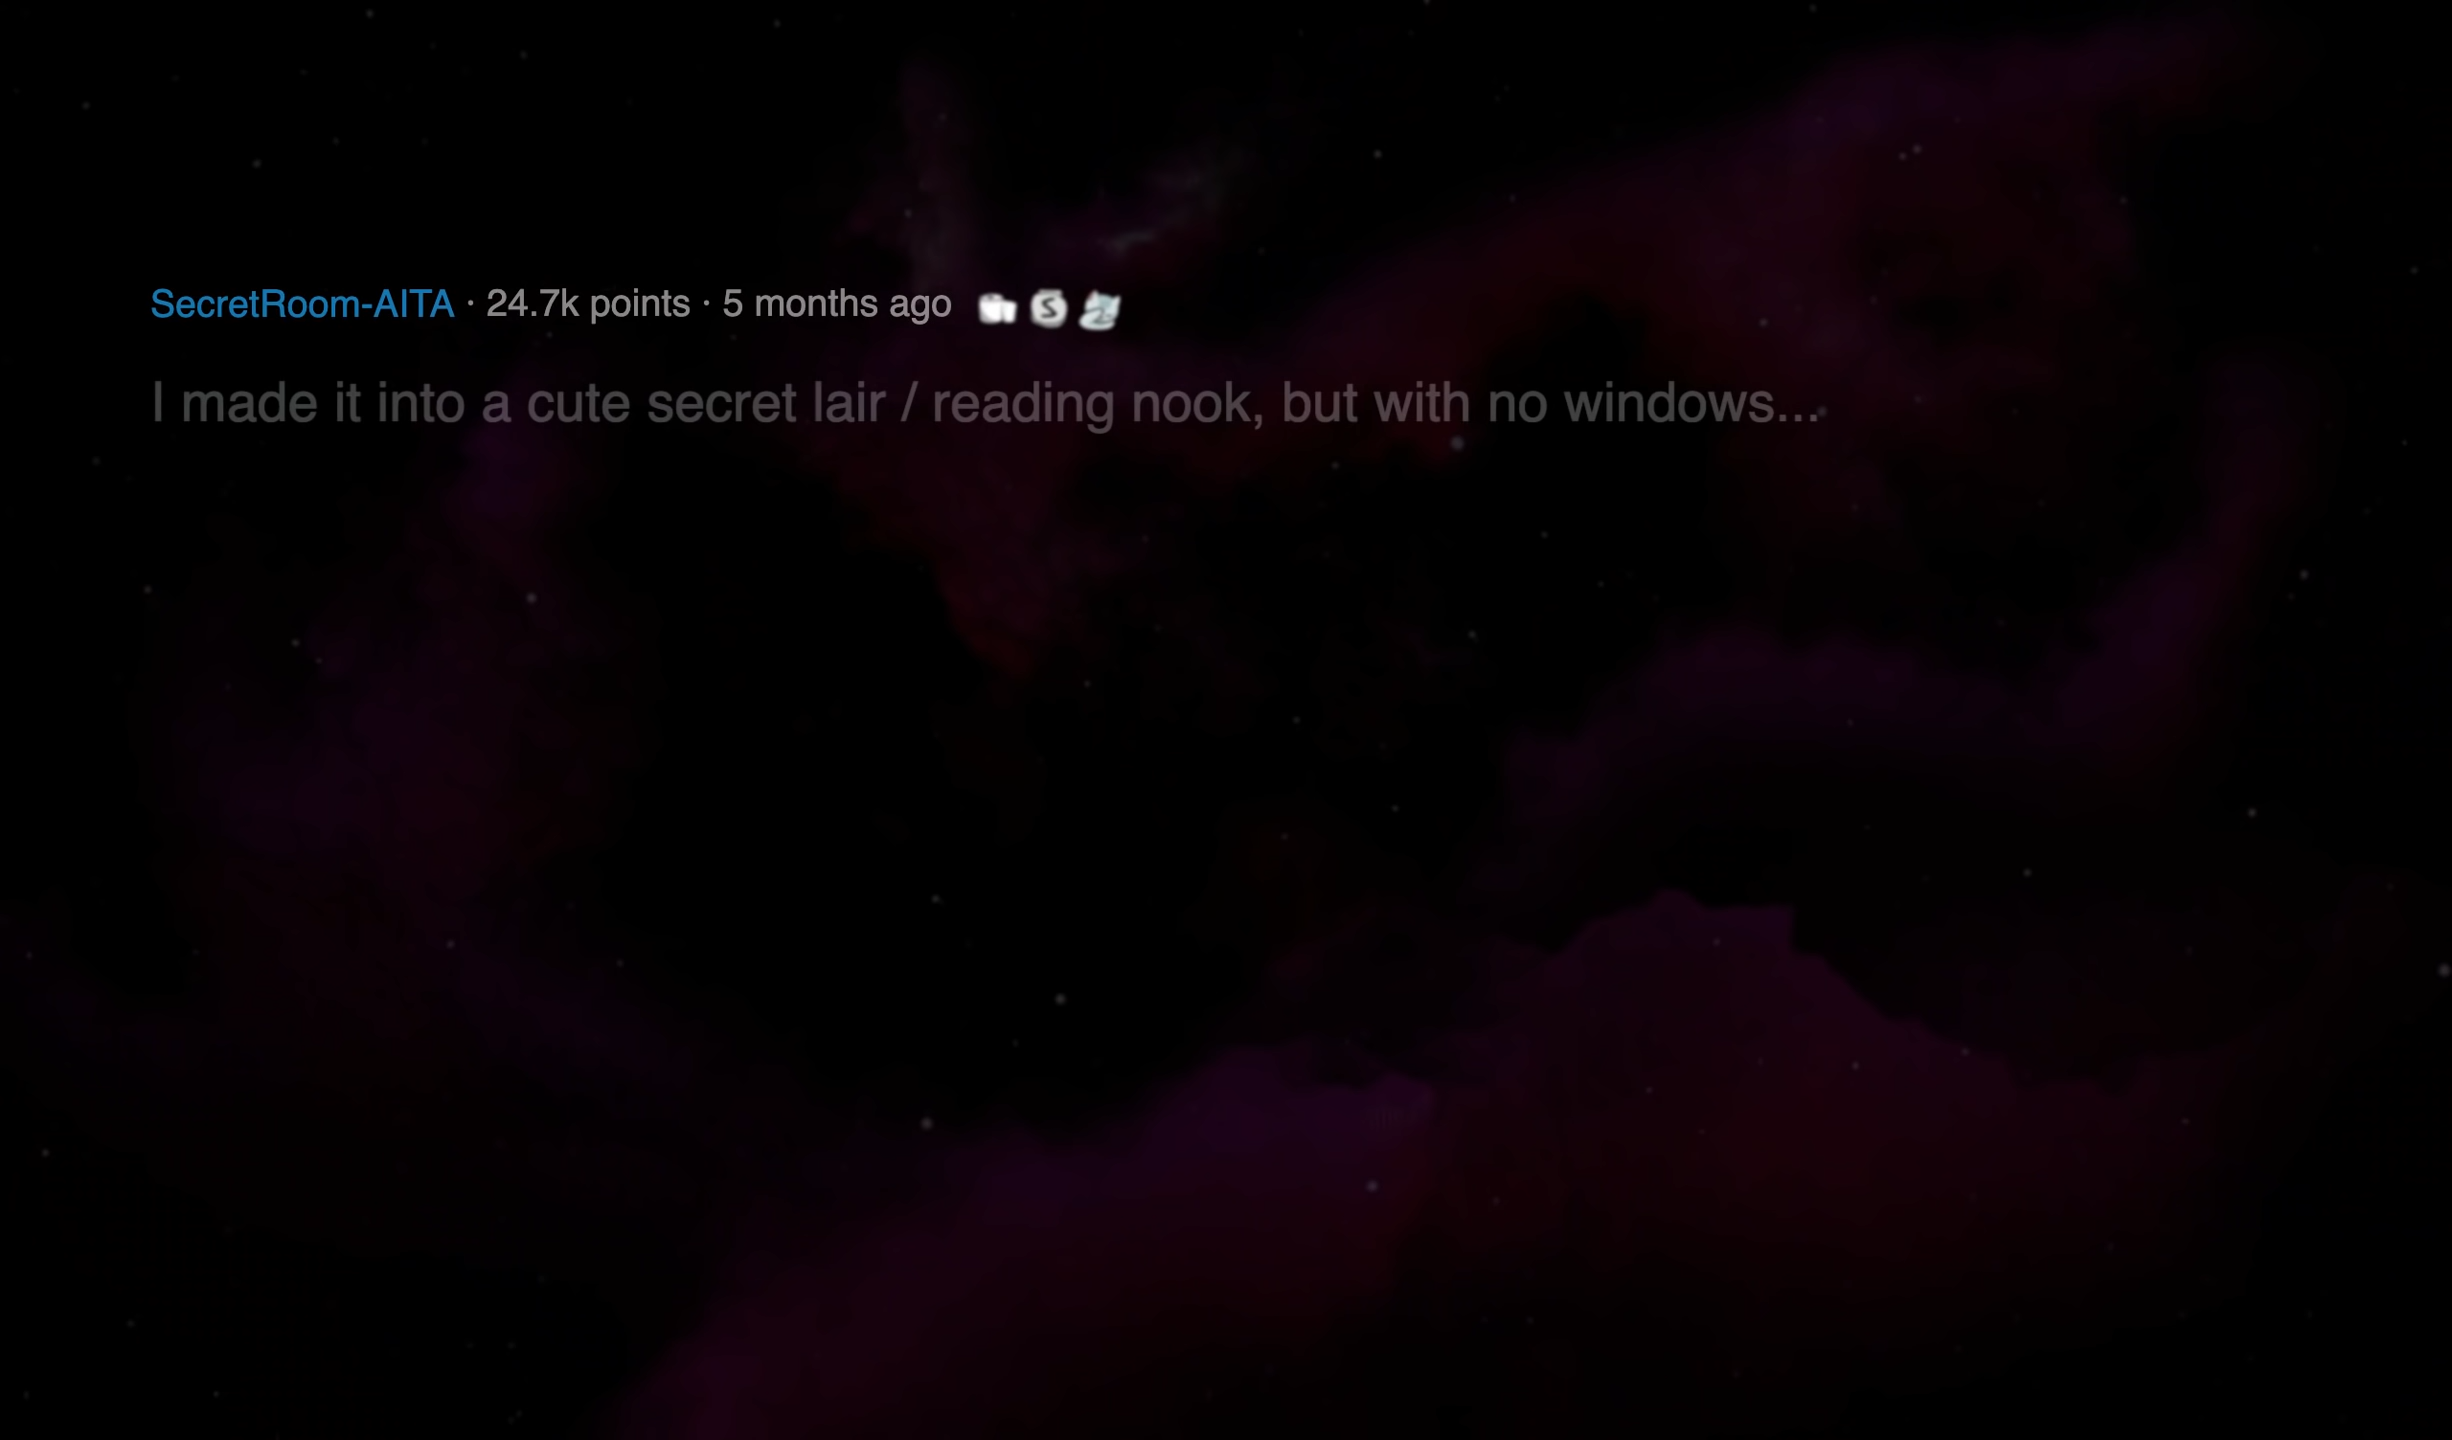 SecretRoom-AITA · 24.7k points · 5 months ago
I made it into a cute secret lair / reading nook, but with no windows...